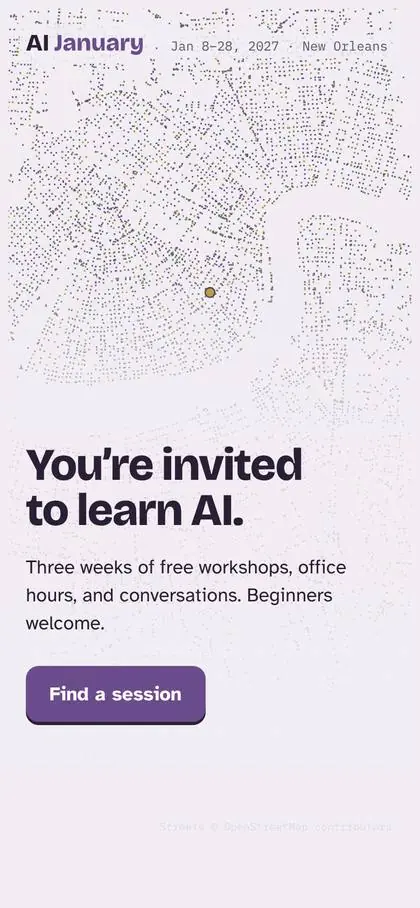 AI January · Jan 8–28, 2027 · New Orleans
You're invited
to learn AI.
Three weeks of free workshops, office
hours, and conversations. Beginners
welcome.
Find a session
Streets © OpenStreetMap contributors